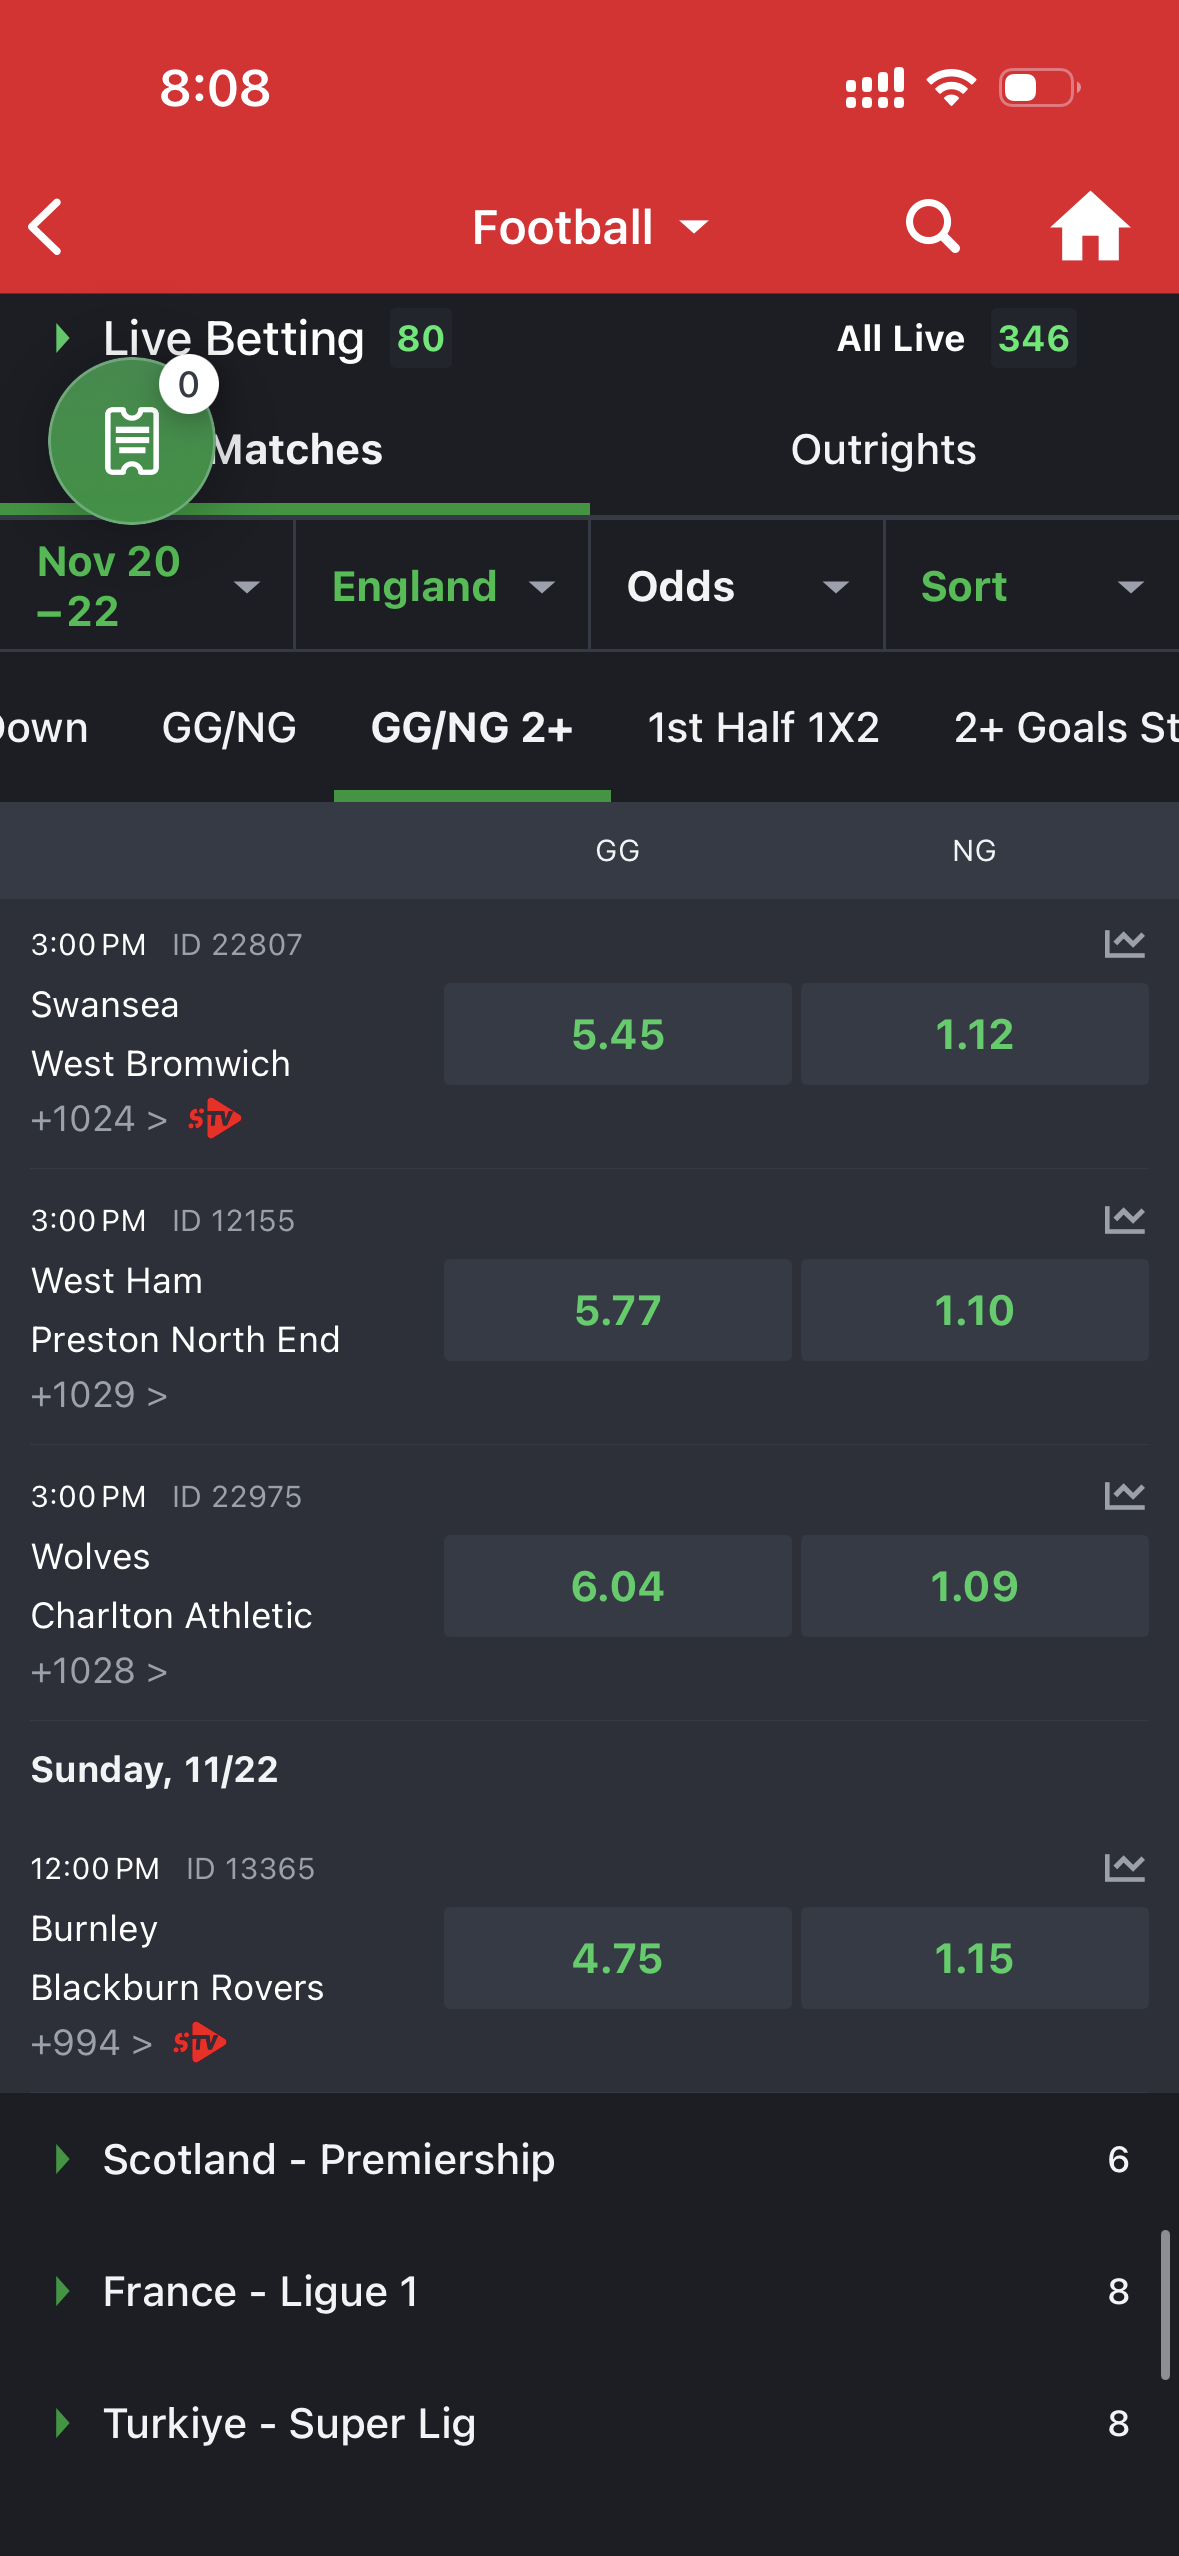 8:08
Football
Live Betting 80 All Live 346
0
Matches Outrights
Nov 20
–22
England
Odds
Sort
Down GG/NG GG/NG 2+ 1st Half 1X2 2+ Goals St
GG NG
3:00 PM ID 22807
Swansea
West Bromwich
5.45 1.12
+1024 > STV
3:00 PM ID 12155
West Ham
Preston North End
5.77 1.10
+1029 >
3:00 PM ID 22975
Wolves
Charlton Athletic
6.04 1.09
+1028 >
Sunday, 11/22
12:00 PM ID 13365
Burnley
Blackburn Rovers
4.75 1.15
+994 > STV
Scotland - Premiership 6
France - Ligue 1 8
Turkiye - Super Lig 8